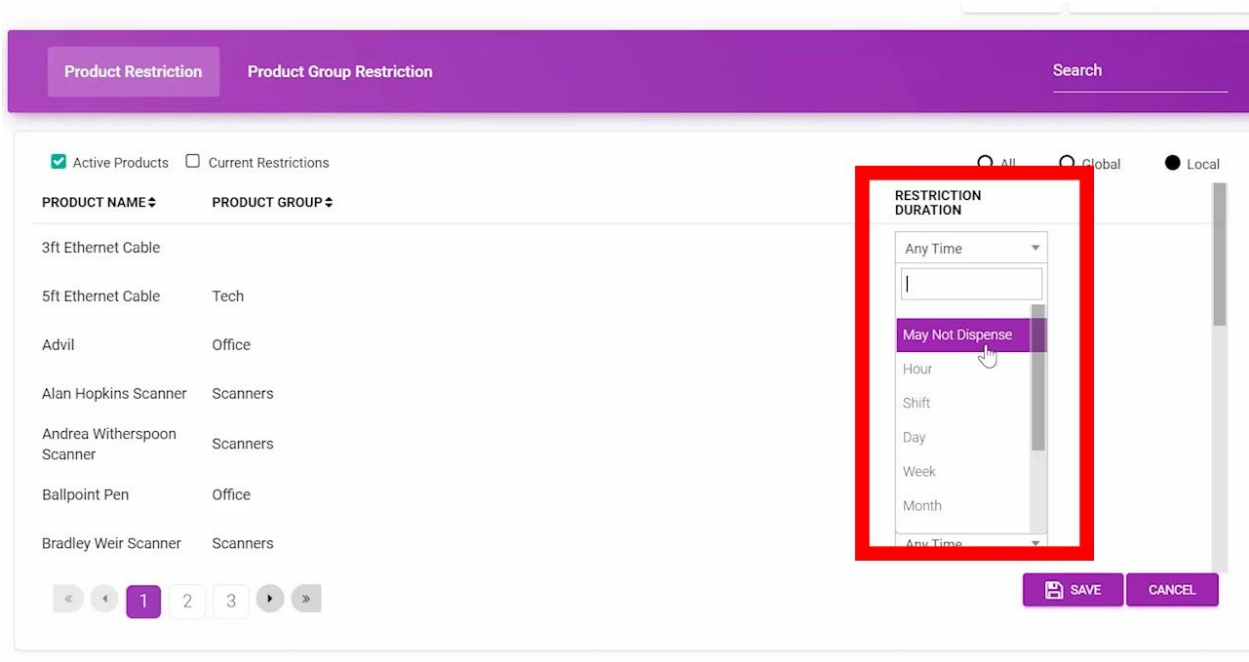 Product Restriction Product Group Restriction Search
Active Products Current Restrictions All Global Local
PRODUCT NAME PRODUCT GROUP RESTRICTION
DURATION
3ft Ethernet Cable Any Time
5ft Ethernet Cable Tech
May Not Dispense
Advil Office
Hour
Alan Hopkins Scanner Scanners
Shift
Andrea Witherspoon
Scanner Scanners
Day
Week
Ballpoint Pen Office
Month
Bradley Weir Scanner Scanners Any Time
« 1 2 3 » SAVE CANCEL